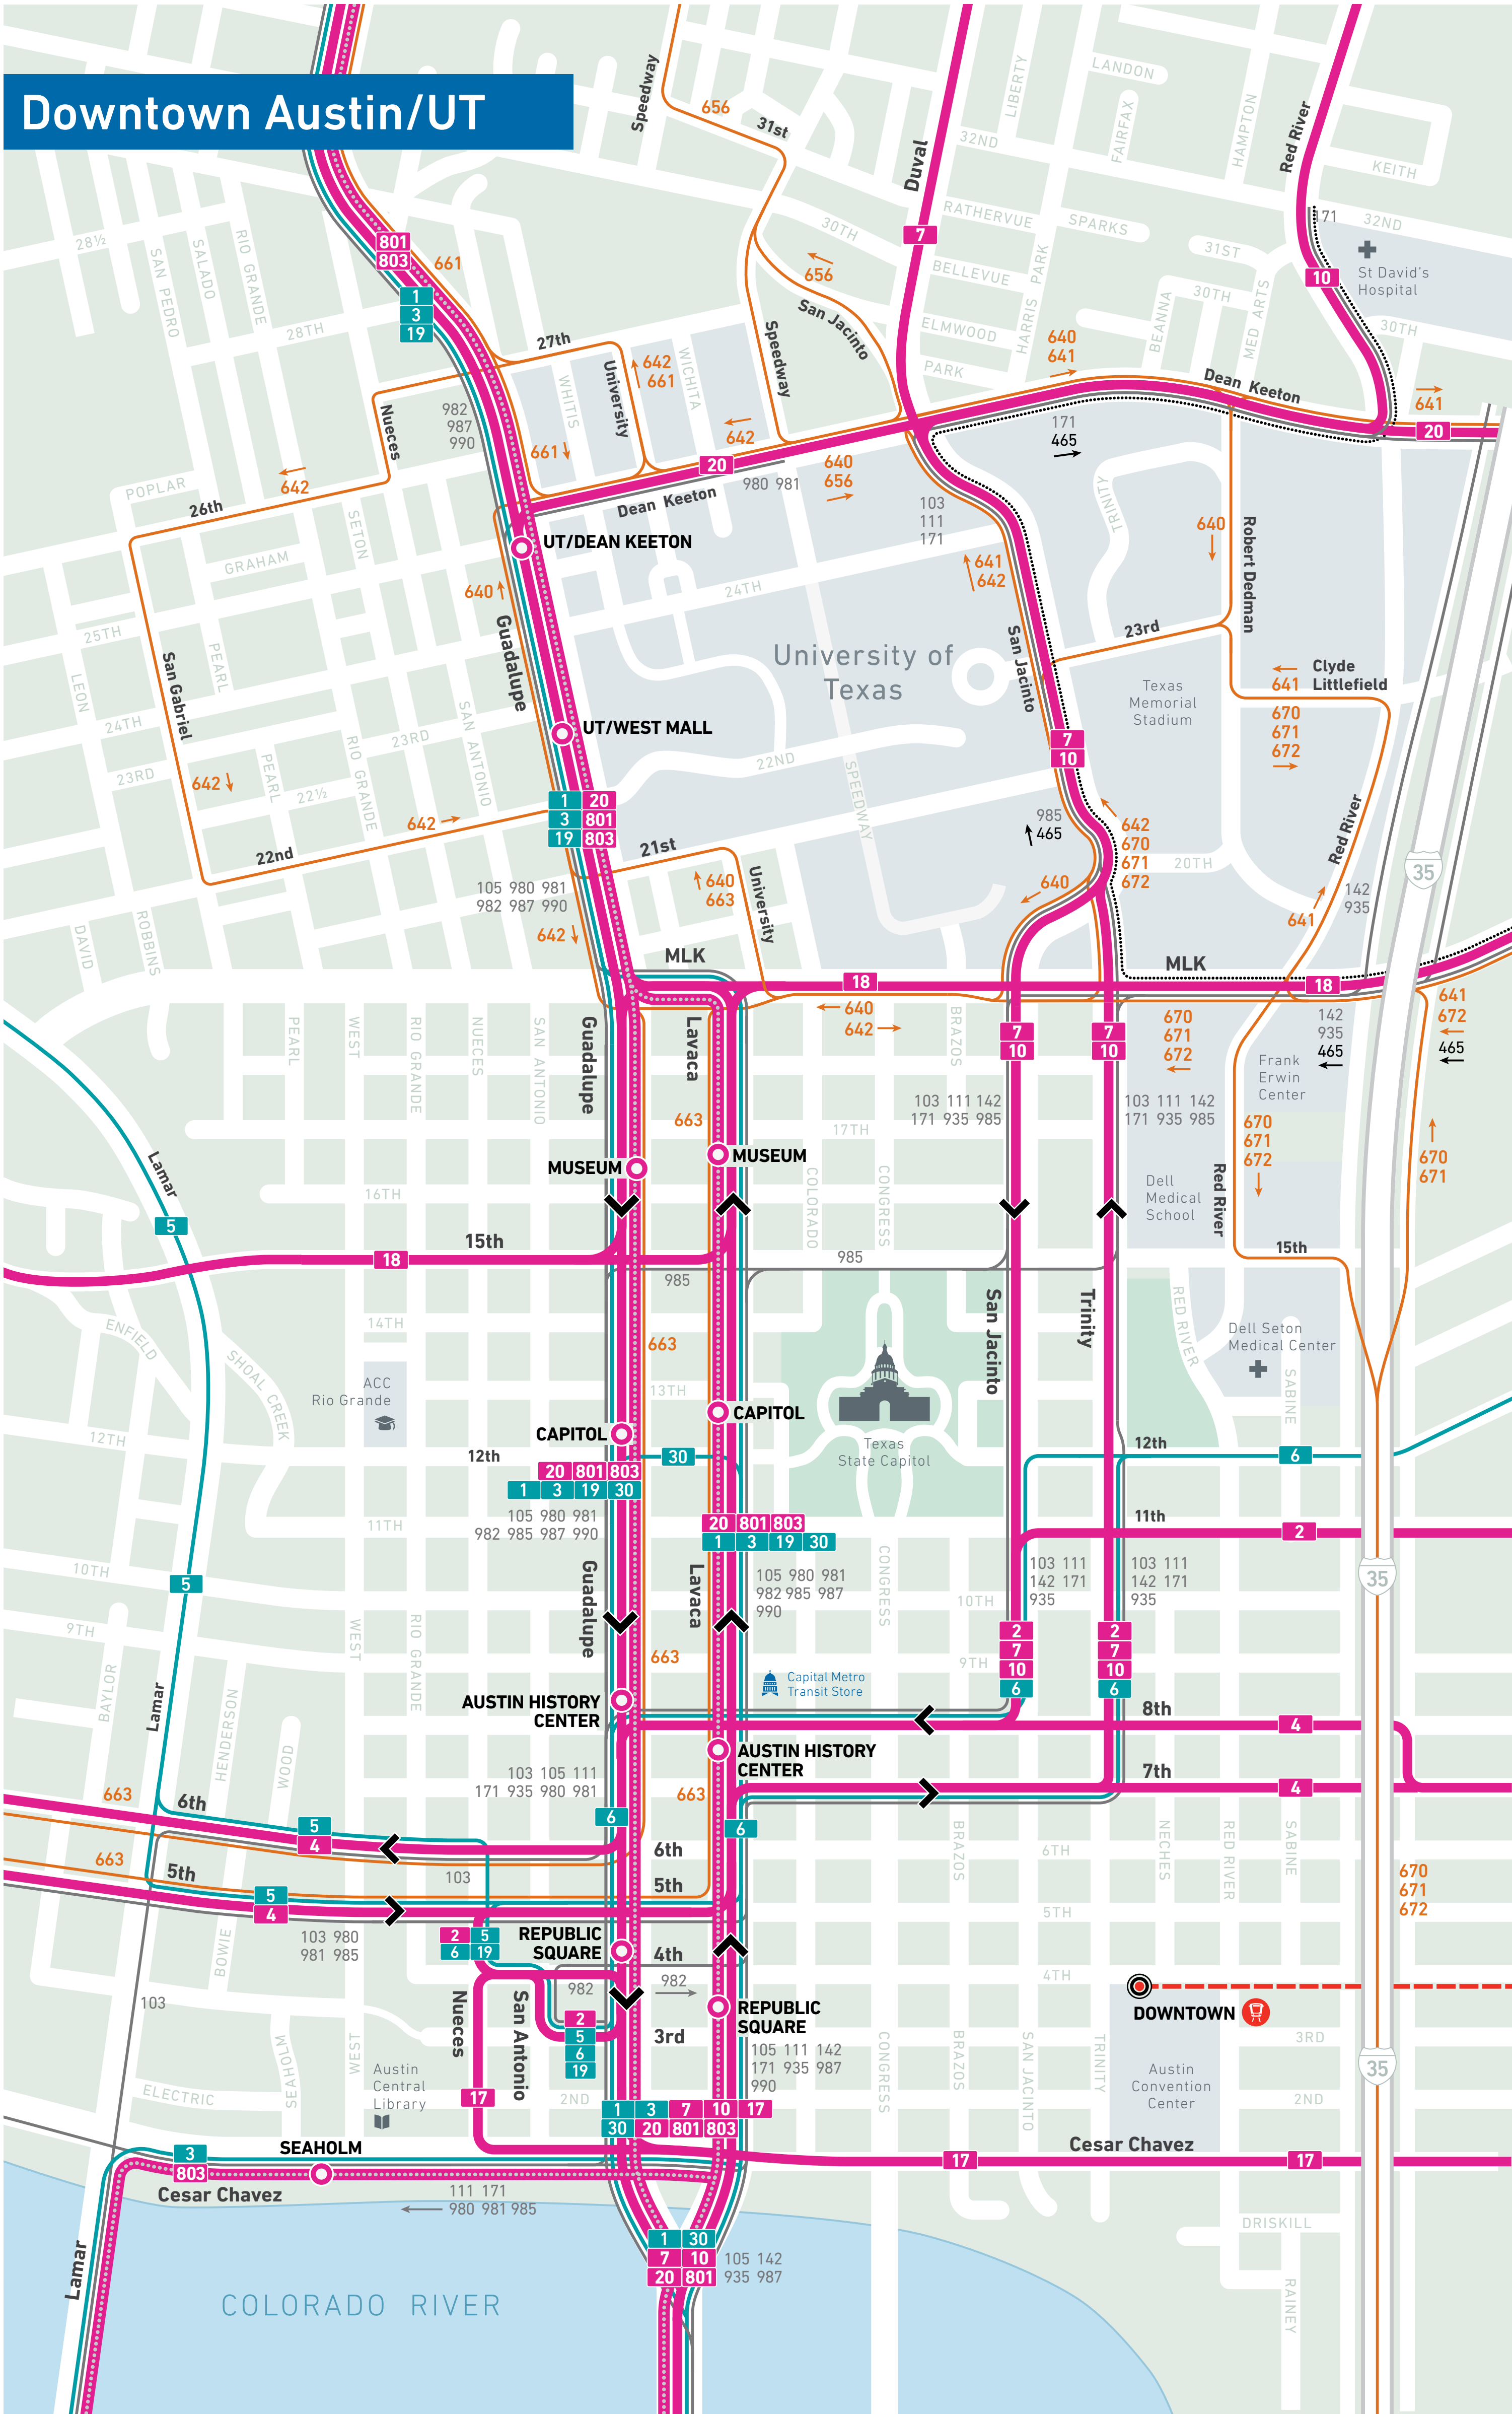 Downtown Austin/UT
Speedway
656
31st
LIBERTY
LANDON
FAIRFAX
HAMPTON
Red River
KEITH
32ND
Duval
RATHERVUE
SPARKS
30TH
7
171
32ND
28½
SAN PEDRO
SALADO
RIO GRANDE
801
803
661
1
3
19
656
BELLEVUE
HARRIS PARK
31ST
10
St David's
Hospital
28TH
27th
San Jacinto
ELMWOOD
BEANNA
30TH
MED ARTS
30TH
Speedway
WICHITA
University
642
661
WHITIS
640
641
PARK
Dean Keeton
641
20
Nueces
982
987
990
642
661
171
465
642
20
640
656
980 981
Dean Keeton
POPLAR
26th
SETON
GRAHAM
103
111
171
TRINITY
640
Robert Dedman
UT/DEAN KEETON
641
642
640
24TH
25TH
Guadalupe
PEARL
San Gabriel
LEON
University of
Texas
San Jacinto
23rd
Clyde
Littlefield
641
Texas
Memorial
Stadium
670
671
672
24TH
SAN ANTONIO
UT/WEST MALL
23RD
RIO GRANDE
23RD
PEARL
22½
22ND
7
10
642
SPEEDWAY
642
1 20
3 801
19 803
985
465
642
670
671
672
Red River
20TH
35
22nd
21st
640
663
University
105 980 981
982 987 990
640
142
935
641
DAVID
ROBBINS
642
MLK
MLK
18
18
640
642
641
672
465
670
671
672
142
935
465
7
10
7
10
PEARL
WEST
RIO GRANDE
NUECES
SAN ANTONIO
Guadalupe
Lavaca
BRAZOS
Frank
Erwin
Center
103 111 142
171 935 985
103 111 142
171 935 985
663
17TH
670
671
672
670
671
Lamar
MUSEUM
MUSEUM
COLORADO
CONGRESS
Dell
Medical
School
Red River
16TH
5
15th
18
985
985
15th
ENFIELD
SHOAL CREEK
14TH
663
San Jacinto
Trinity
RED RIVER
Dell Seton
Medical Center
ACC
Rio Grande
13TH
SABINE
CAPITOL
CAPITOL
Texas
State Capitol
12TH
12th
30
12th
6
20 801 803
1 3 19 30
105 980 981
982 985 987 990
11TH
20 801 803
1 3 19 30
11th
2
10TH
5
Guadalupe
Lavaca
105 980 981
982 985 987
990
CONGRESS
103 111
142 171
935
103 111
142 171
935
35
10TH
9TH
WEST
RIO GRANDE
663
2
7
10
6
2
7
10
6
9TH
BAYLOR
Lamar
HENDERSON
WOOD
Capital Metro
Transit Store
AUSTIN HISTORY
CENTER
8th
4
AUSTIN HISTORY
CENTER
7th
4
103 105 111
171 935 980 981
663
663
6th
5
4
6
6
6th
6TH
BRAZOS
NECHES
RED RIVER
SABINE
663
5th
5
4
103
5th
5TH
670
671
672
103 980
981 985
BOWIE
2 5
6 19
REPUBLIC
SQUARE
4th
4TH
982
982
103
Nueces
San Antonio
2
5
6
19
3rd
REPUBLIC
SQUARE
DOWNTOWN
3RD
105 111 142
171 935 987
990
CONGRESS
BRAZOS
SAN JACINTO
TRINITY
35
SEAHOLM
WEST
Austin
Central
Library
Austin
Convention
Center
ELECTRIC
17
2ND
2ND
1 3 7 10 17
30 20 801 803
SEAHOLM
3
803
Cesar Chavez
17
17
Cesar Chavez
111 171
980 981 985
DRISKILL
Lamar
1 30
7 10
20 801
105 142
935 987
RAINEY
COLORADO RIVER